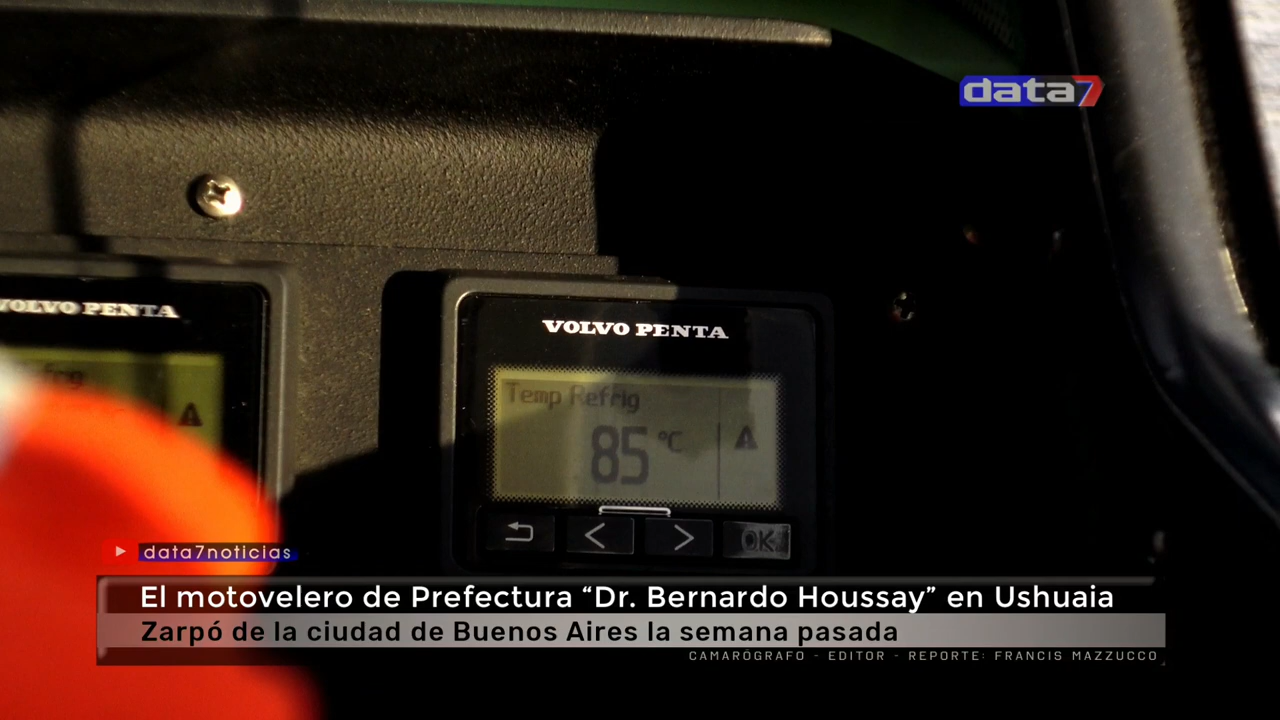 data7
VOLVO PENTA
VOLVO PENTA
Temp Refrig
85 °C
OK
data7noticias
El motovelero de Prefectura “Dr. Bernardo Houssay” en Ushuaia
Zarpó de la ciudad de Buenos Aires la semana pasada
CAMARÓGRAFO - EDITOR - REPORTE: FRANCIS MAZZUCCO